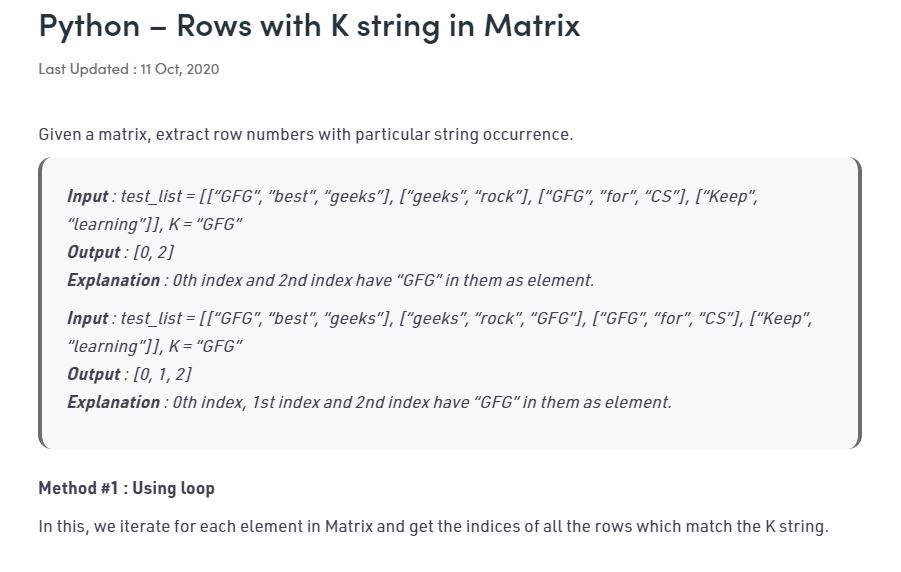 Python – Rows with K string in Matrix
Last Updated : 11 Oct, 2020
Given a matrix, extract row numbers with particular string occurrence.
Input : test_list = [[“GFG”, “best”, “geeks”], [“geeks”, “rock”], [“GFG”, “for”, “CS”], [“Keep”,
“learning”]], K = “GFG”
Output : [0, 2]
Explanation : 0th index and 2nd index have “GFG” in them as element.
Input : test_list = [[“GFG”, “best”, “geeks”], [“geeks”, “rock”, “GFG”], [“GFG”, “for”, “CS”], [“Keep”,
“learning”]], K = “GFG”
Output : [0, 1, 2]
Explanation : 0th index, 1st index and 2nd index have “GFG” in them as element.
Method #1 : Using loop
In this, we iterate for each element in Matrix and get the indices of all the rows which match the K string.